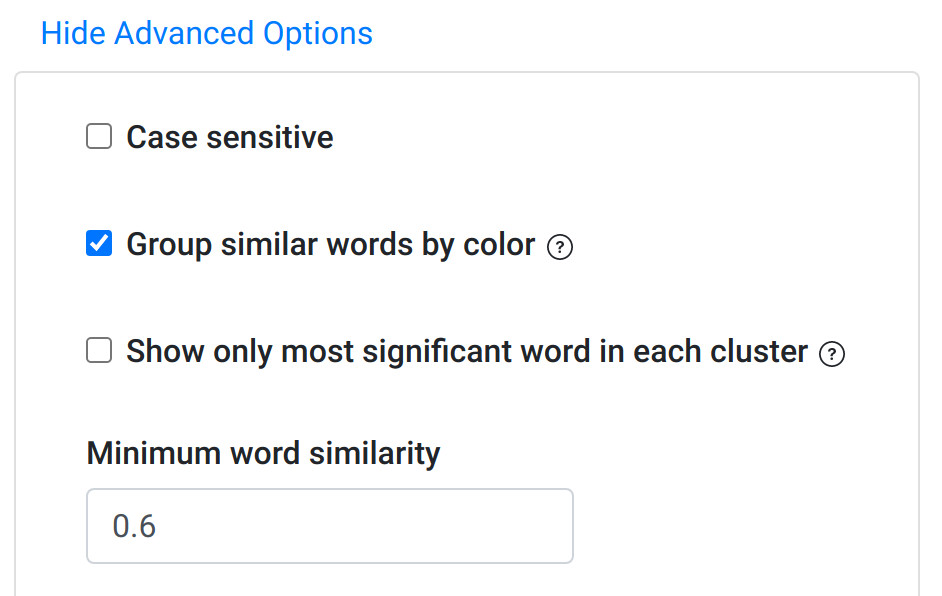 Hide Advanced Options
Case sensitive
Group similar words by color ?
Show only most significant word in each cluster ?
Minimum word similarity
0.6